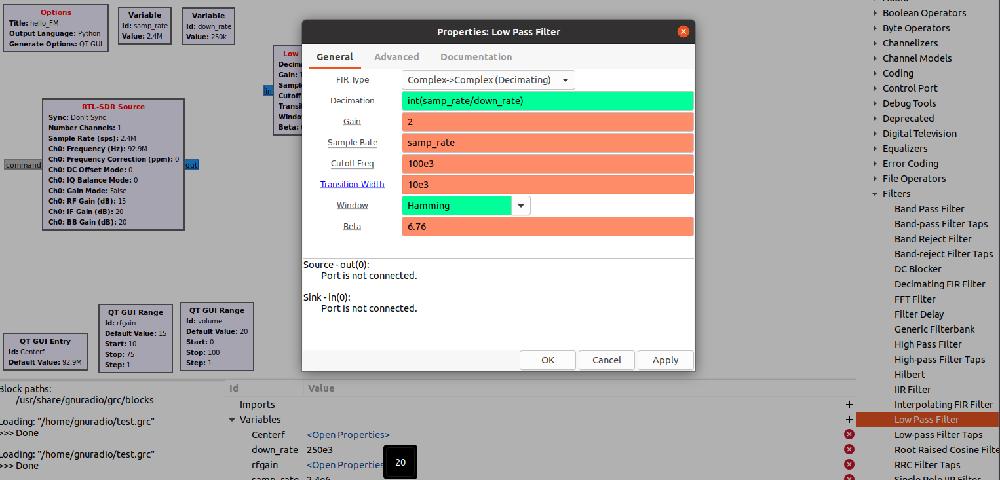 Options
Title: hello_FM
Output Language: Python
Generate Options: QT GUI
Variable
Id: samp_rate
Value: 2.4M
Variable
Id: down_rate
Value: 250k
Low
Decima
Gain:
Sample
Cutoff
Transit
Windo
Beta:
in
RTL-SDR Source
Sync: Don't Sync
Number Channels: 1
Sample Rate (sps): 2.4M
Ch0: Frequency (Hz): 92.9M
Ch0: Frequency Correction (ppm): 0
Ch0: DC Offset Mode: 0
Ch0: IQ Balance Mode: 0
Ch0: Gain Mode: False
Ch0: RF Gain (dB): 15
Ch0: IF Gain (dB): 20
Ch0: BB Gain (dB): 20
command
out
QT GUI Entry
Id: Centerf
Default Value: 92.9M
QT GUI Range
Id: rfgain
Default Value: 15
Start: 10
Stop: 75
Step: 1
QT GUI Range
Id: volume
Default Value: 20
Start: 0
Stop: 100
Step: 1
Properties: Low Pass Filter
General
Advanced
Documentation
FIR Type Complex->Complex (Decimating)
Decimation int(samp_rate/down_rate)
Gain 2
Sample Rate samp_rate
Cutoff Freq 100e3
Transition Width 10e3
Window Hamming
Beta 6.76
Source - out(0):
Port is not connected.
Sink - in(0):
Port is not connected.
OK
Cancel
Apply
Block paths:
/usr/share/gnuradio/grc/blocks
Loading: "/home/gnuradio/test.grc"
>>> Done
Loading: "/home/gnuradio/test.grc"
>>> Done
Id Value
Imports
Variables
Centerf <Open Properties>
down_rate 250e3
rfgain <Open Properties
samp_rate 2.4e6
20
Boolean Operators
Byte Operators
Channelizers
Channel Models
Coding
Control Port
Debug Tools
Deprecated
Digital Television
Equalizers
Error Coding
File Operators
Filters
Band Pass Filter
Band-pass Filter Taps
Band Reject Filter
Band-reject Filter Taps
DC Blocker
Decimating FIR Filter
FFT Filter
Filter Delay
Generic Filterbank
High Pass Filter
High-pass Filter Taps
Hilbert
IIR Filter
Interpolating FIR Filter
Low Pass Filter
Low-pass Filter Taps
Root Raised Cosine Filte
RRC Filter Taps
Single Pole IIR Filter